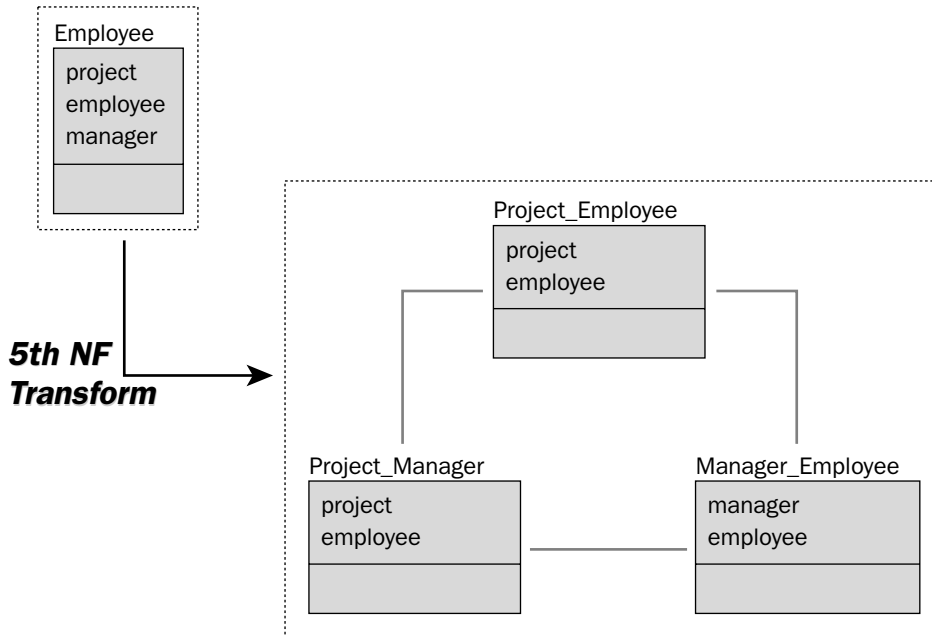 Employee
project
employee
manager
5th NF
Transform
Project_Employee
project
employee
Project_Manager
project
employee
Manager_Employee
manager
employee